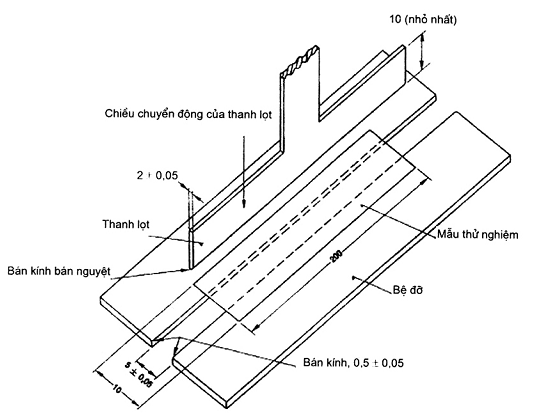 10 (nhỏ nhất)
Chiều chuyển động của thanh lọt
2 ± 0,05
Thanh lọt
Mẫu thử nghiệm
Bán kính bán nguyệt
200
Bệ đỡ
Bán kính, 0,5 ± 0,05
5 ± 0,05
10